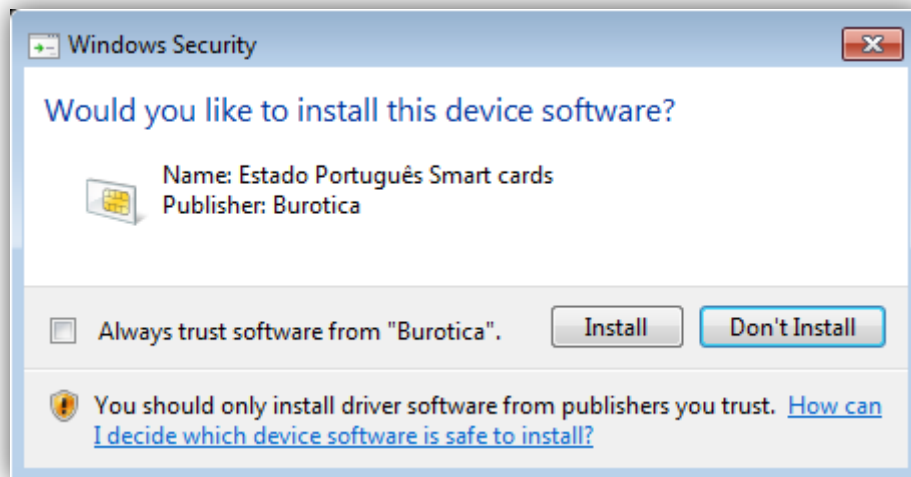 Windows Security
Would you like to install this device software?
Name: Estado Português Smart cards
Publisher: Burotica
Always trust software from "Burotica".
Install
Don't Install
You should only install driver software from publishers you trust. How can
I decide which device software is safe to install?